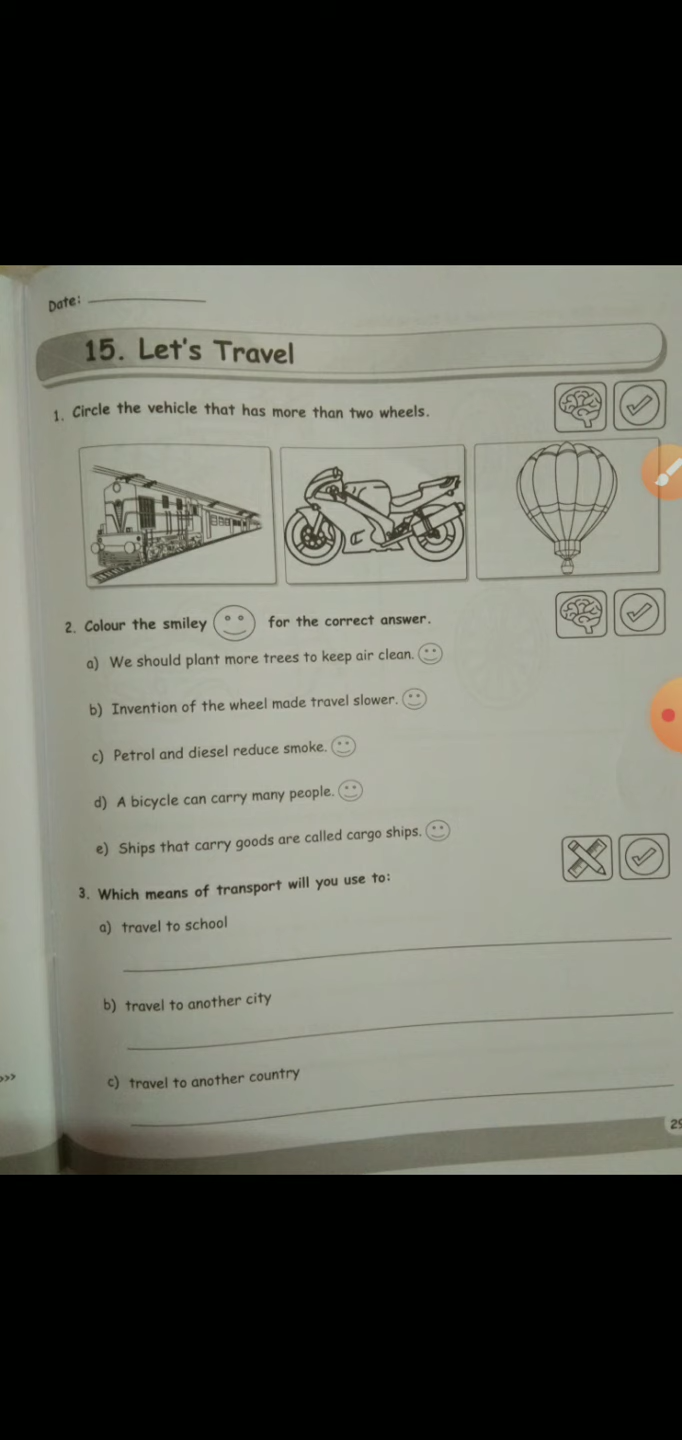 Date:
15. Let's Travel
1. Circle the vehicle that has more than two wheels.
2. Colour the smiley for the correct answer.
a) We should plant more trees to keep air clean.
b) Invention of the wheel made travel slower.
c) Petrol and diesel reduce smoke.
d) A bicycle can carry many people.
e) Ships that carry goods are called cargo ships.
3. Which means of transport will you use to:
a) travel to school
b) travel to another city
c) travel to another country
>>>
29